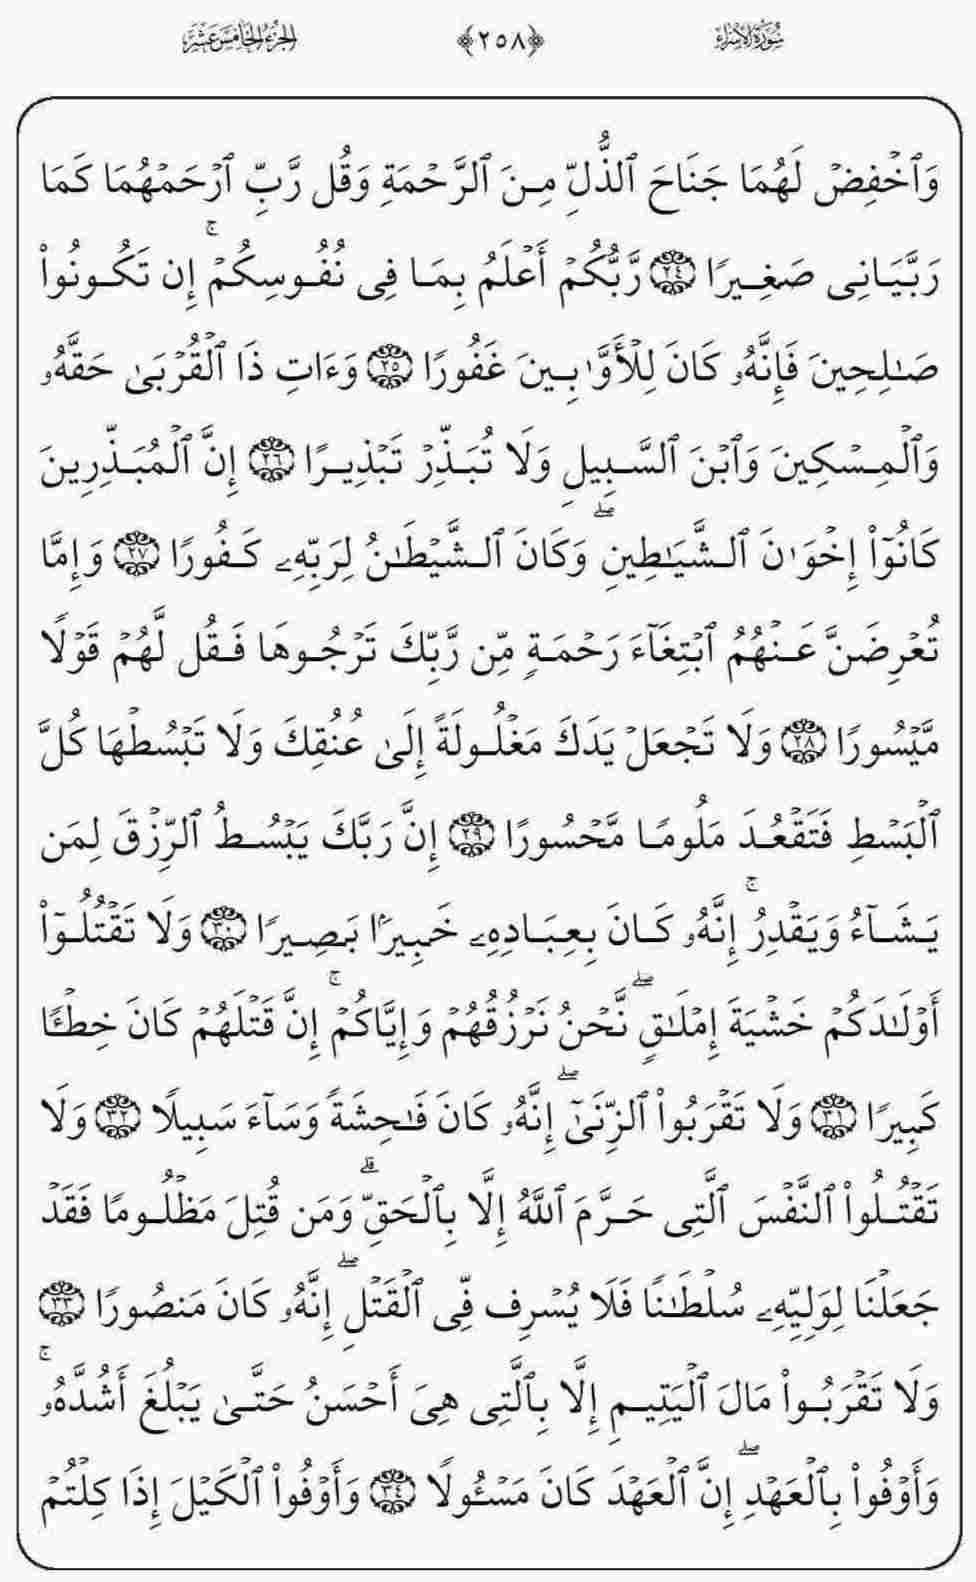 سُورَةُ الإِسْرَاءِ ﴿٢٥٨﴾ الجُزْءُ الخَامِسَ عَشَرَ
وَٱخْفِضْ لَهُمَا جَنَاحَ ٱلذُّلِّ مِنَ ٱلرَّحْمَةِ وَقُل رَّبِّ ٱرْحَمْهُمَا كَمَا
رَبَّيَانِى صَغِيرًا ۝٢٤ رَّبُّكُمْ أَعْلَمُ بِمَا فِى نُفُوسِكُمْ ۚ إِن تَكُونُوا۟
صَـٰلِحِينَ فَإِنَّهُۥ كَانَ لِلْأَوَّٰبِينَ غَفُورًا ۝٢٥ وَءَاتِ ذَا ٱلْقُرْبَىٰ حَقَّهُۥ
وَٱلْمِسْكِينَ وَٱبْنَ ٱلسَّبِيلِ وَلَا تُبَذِّرْ تَبْذِيرًا ۝٢٦ إِنَّ ٱلْمُبَذِّرِينَ
كَانُوٓا۟ إِخْوَٰنَ ٱلشَّيَـٰطِينِ ۖ وَكَانَ ٱلشَّيْطَـٰنُ لِرَبِّهِۦ كَفُورًا ۝٢٧ وَإِمَّا
تُعْرِضَنَّ عَنْهُمُ ٱبْتِغَآءَ رَحْمَةٍ مِّن رَّبِّكَ تَرْجُوهَا فَقُل لَّهُمْ قَوْلًا
مَّيْسُورًا ۝٢٨ وَلَا تَجْعَلْ يَدَكَ مَغْلُولَةً إِلَىٰ عُنُقِكَ وَلَا تَبْسُطْهَا كُلَّ
ٱلْبَسْطِ فَتَقْعُدَ مَلُومًا مَّحْسُورًا ۝٢٩ إِنَّ رَبَّكَ يَبْسُطُ ٱلرِّزْقَ لِمَن
يَشَآءُ وَيَقْدِرُ ۚ إِنَّهُۥ كَانَ بِعِبَادِهِۦ خَبِيرًۢا بَصِيرًا ۝٣٠ وَلَا تَقْتُلُوٓا۟
أَوْلَـٰدَكُمْ خَشْيَةَ إِمْلَـٰقٍ ۖ نَّحْنُ نَرْزُقُهُمْ وَإِيَّاكُمْ ۚ إِنَّ قَتْلَهُمْ كَانَ خِطْـًٔا
كَبِيرًا ۝٣١ وَلَا تَقْرَبُوا۟ ٱلزِّنَىٰٓ ۖ إِنَّهُۥ كَانَ فَـٰحِشَةً وَسَآءَ سَبِيلًا ۝٣٢ وَلَا
تَقْتُلُوا۟ ٱلنَّفْسَ ٱلَّتِى حَرَّمَ ٱللَّهُ إِلَّا بِٱلْحَقِّ ۗ وَمَن قُتِلَ مَظْلُومًا فَقَدْ
جَعَلْنَا لِوَلِيِّهِۦ سُلْطَـٰنًا فَلَا يُسْرِف فِّى ٱلْقَتْلِ ۖ إِنَّهُۥ كَانَ مَنصُورًا ۝٣٣
وَلَا تَقْرَبُوا۟ مَالَ ٱلْيَتِيمِ إِلَّا بِٱلَّتِى هِىَ أَحْسَنُ حَتَّىٰ يَبْلُغَ أَشُدَّهُۥ ۚ
وَأَوْفُوا۟ بِٱلْعَهْدِ ۖ إِنَّ ٱلْعَهْدَ كَانَ مَسْـُٔولًا ۝٣٤ وَأَوْفُوا۟ ٱلْكَيْلَ إِذَا كِلْتُمْ